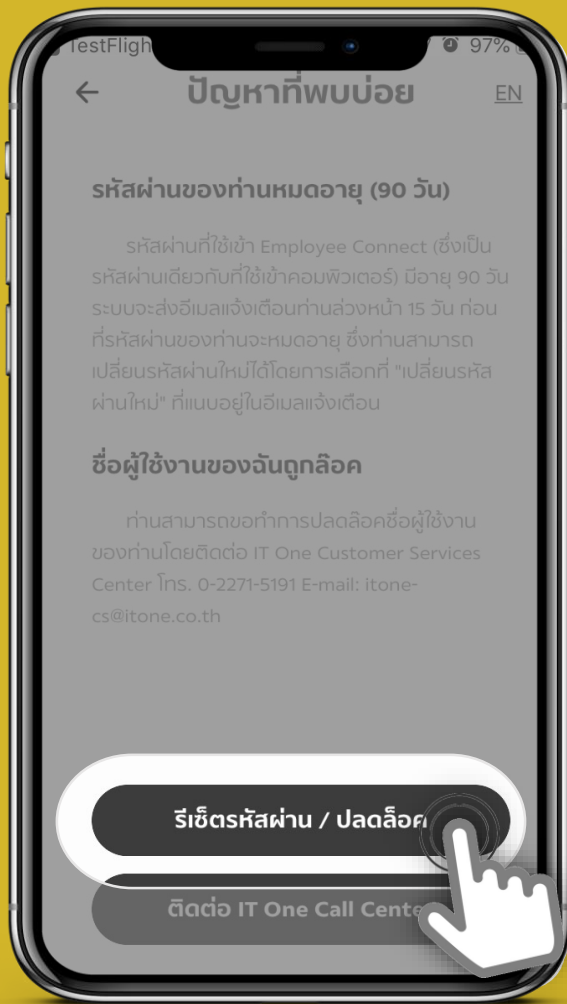 TestFligh
97%
ปัญหาที่พบบ่อย
EN
รหัสผ่านของท่านหมดอายุ (90 วัน)
รหัสผ่านที่ใช้เข้า Employee Connect (ซึ่งเป็น
รหัสผ่านเดียวกับที่ใช้เข้าคอมพิวเตอร์) มีอายุ 90 วัน
ระบบจะส่งอีเมลแจ้งเตือนท่านล่วงหน้า 15 วัน ก่อน
ที่รหัสผ่านของท่านจะหมดอายุ ซึ่งท่านสามารถ
เปลี่ยนรหัสผ่านใหม่ได้โดยการเลือกที่ "เปลี่ยนรหัส
ผ่านใหม่" ที่แนบอยู่ในอีเมลแจ้งเตือน
ชื่อผู้ใช้งานของฉันถูกล๊อค
ท่านสามารถขอทำการปลดล๊อคชื่อผู้ใช้งาน
ของท่านโดยติดต่อ IT One Customer Services
Center โทร. 0-2271-5191 E-mail: itone-
cs@itone.co.th
รีเซ็ตรหัสผ่าน / ปลดล็อค
ติดต่อ IT One Call Cente